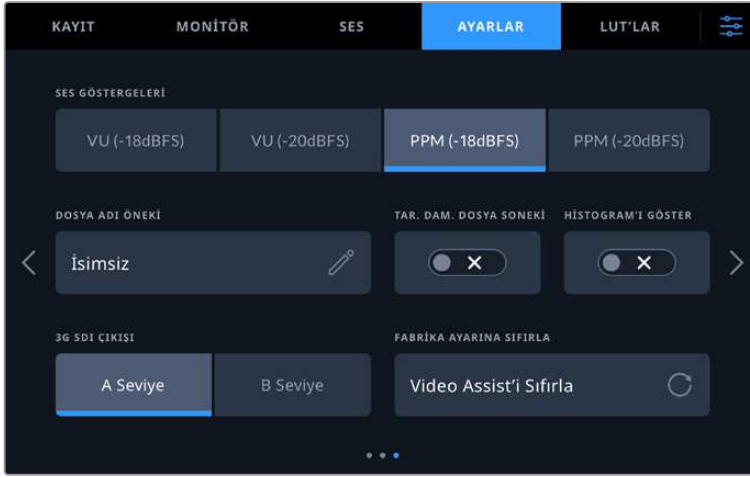 KAYIT MONİTÖR SES AYARLAR LUT'LAR
SES GÖSTERGELERİ
VU (-18dBFS) VU (-20dBFS) PPM (-18dBFS) PPM (-20dBFS)
DOSYA ADI ÖNEKİ TAR. DAM. DOSYA SONEKİ HİSTOGRAM'I GÖSTER
İsimsiz
3G SDI ÇIKIŞI FABRİKA AYARINA SIFIRLA
A Seviye B Seviye Video Assist'i Sıfırla